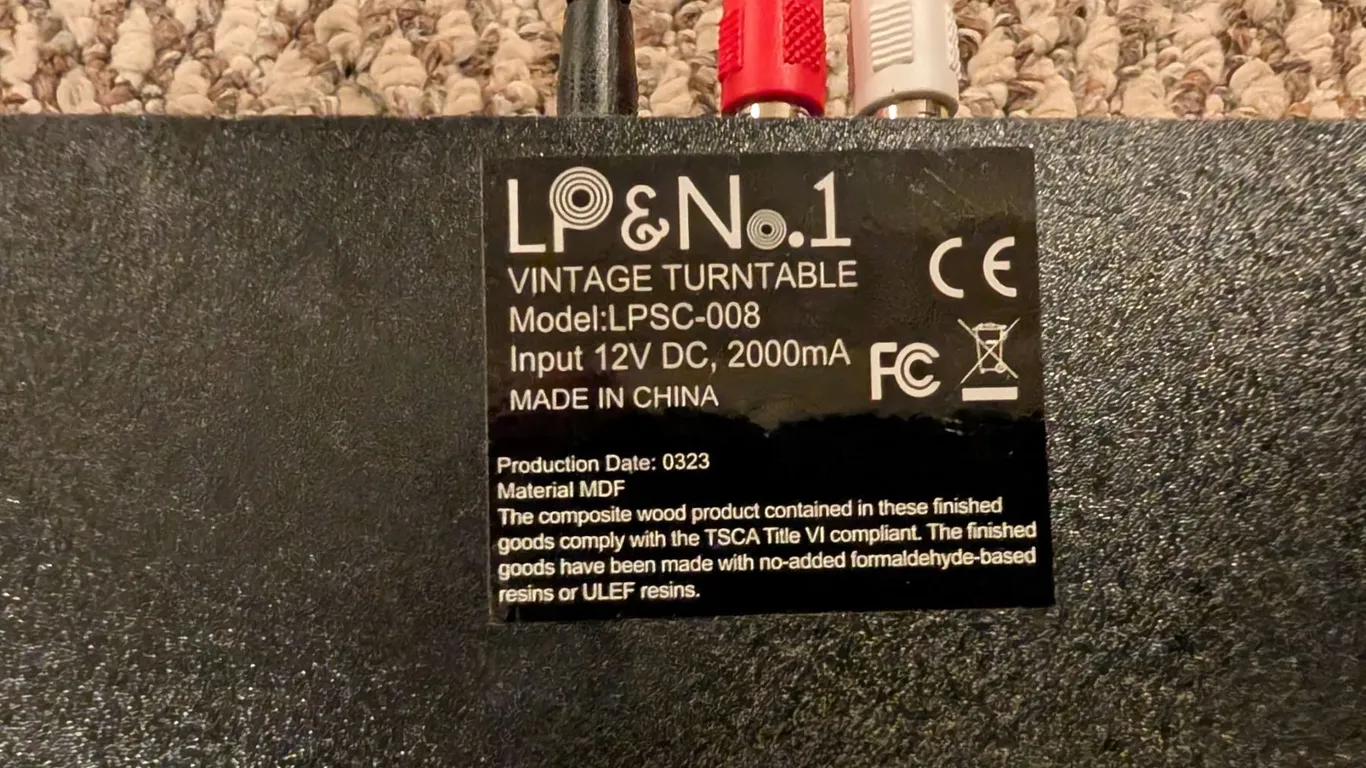 LP&No.1
VINTAGE TURNTABLE
Model:LPSC-008
Input 12V DC, 2000mA
MADE IN CHINA
CE
FC
Production Date: 0323
Material MDF
The composite wood product contained in these finished
goods comply with the TSCA Title VI compliant. The finished
goods have been made with no-added formaldehyde-based
resins or ULEF resins.